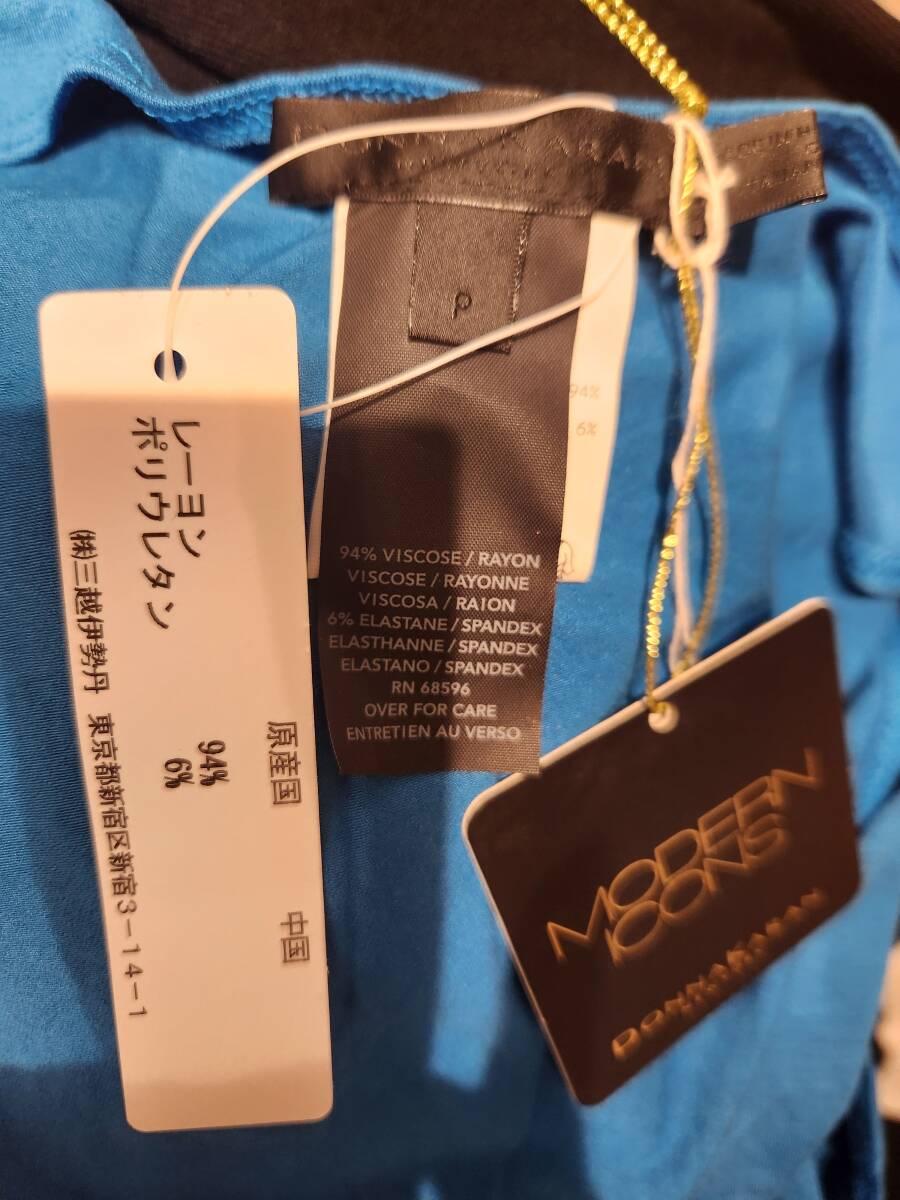 レーヨン
ポリウレタン
94%
6%
原産国 中国
㈱三越伊勢丹 東京都新宿区新宿3-14-1
P
94% VISCOSE / RAYON
VISCOSE / RAYONNE
VISCOSA / RAION
6% ELASTANE / SPANDEX
ELASTHANNE / SPANDEX
ELASTANO / SPANDEX
RN 68596
OVER FOR CARE
ENTRETIEN AU VERSO
94%
6%
MODERN
ICONS
DONNAKARAN